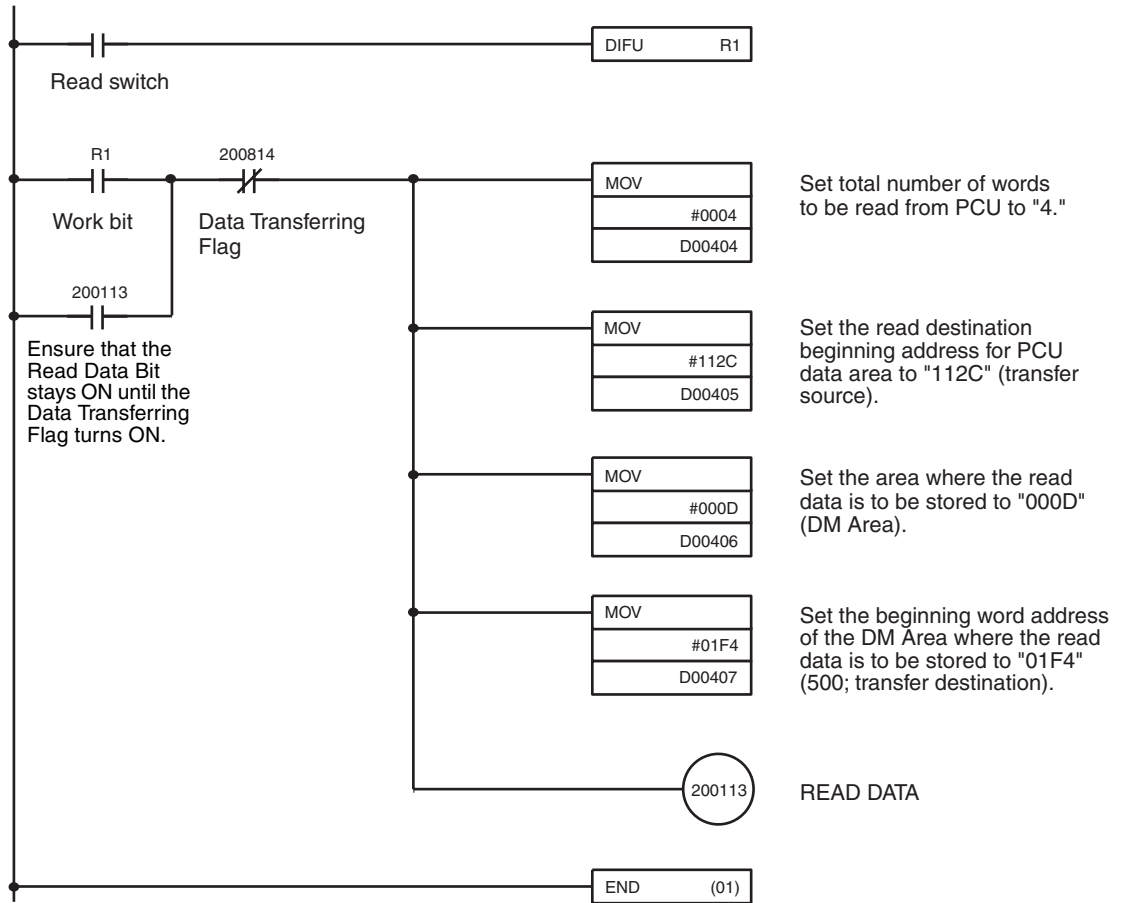 DIFU R1
Read switch
R1 200814
Work bit
Data Transferring
Flag
MOV
#0004
D00404
Set total number of words
to be read from PCU to "4."
200113
Ensure that the
Read Data Bit
stays ON until the
Data Transferring
Flag turns ON.
MOV
#112C
D00405
Set the read destination
beginning address for PCU
data area to "112C" (transfer
source).
MOV
#000D
D00406
Set the area where the read
data is to be stored to "000D"
(DM Area).
MOV
#01F4
D00407
Set the beginning word address
of the DM Area where the read
data is to be stored to "01F4"
(500; transfer destination).
200113 READ DATA
END (01)